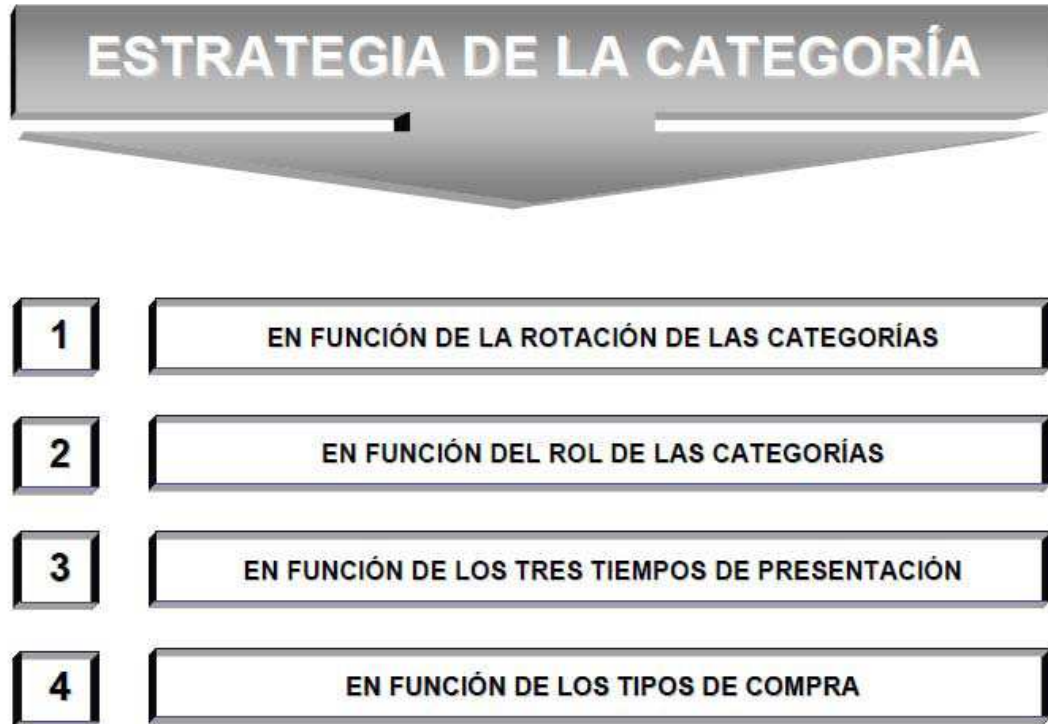 ESTRATEGIA DE LA CATEGORÍA
1 EN FUNCIÓN DE LA ROTACIÓN DE LAS CATEGORÍAS
2 EN FUNCIÓN DEL ROL DE LAS CATEGORÍAS
3 EN FUNCIÓN DE LOS TRES TIEMPOS DE PRESENTACIÓN
4 EN FUNCIÓN DE LOS TIPOS DE COMPRA